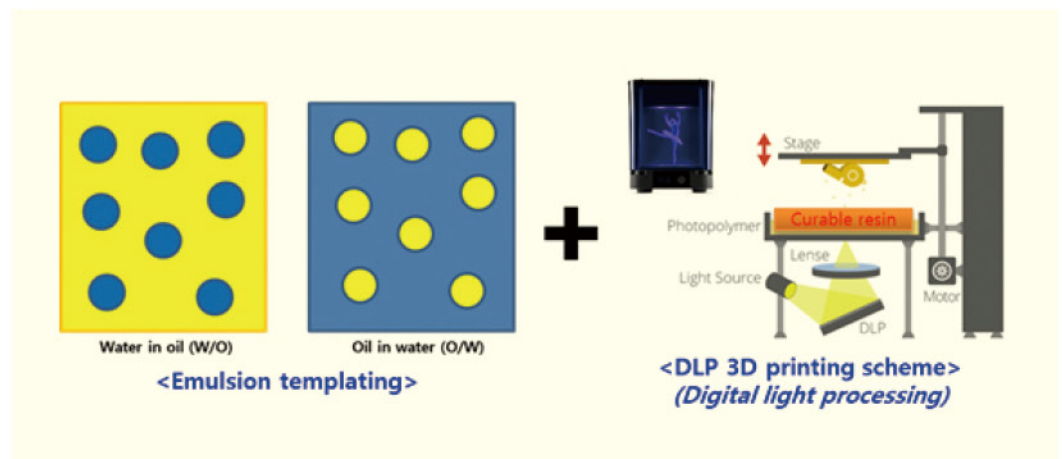 Water in oil (W/O)
Oil in water (O/W)
<Emulsion templating>
Stage
Photopolymer
Curable resin
Lense
Light Source
DLP
Motor
<DLP 3D printing scheme>
(Digital light processing)